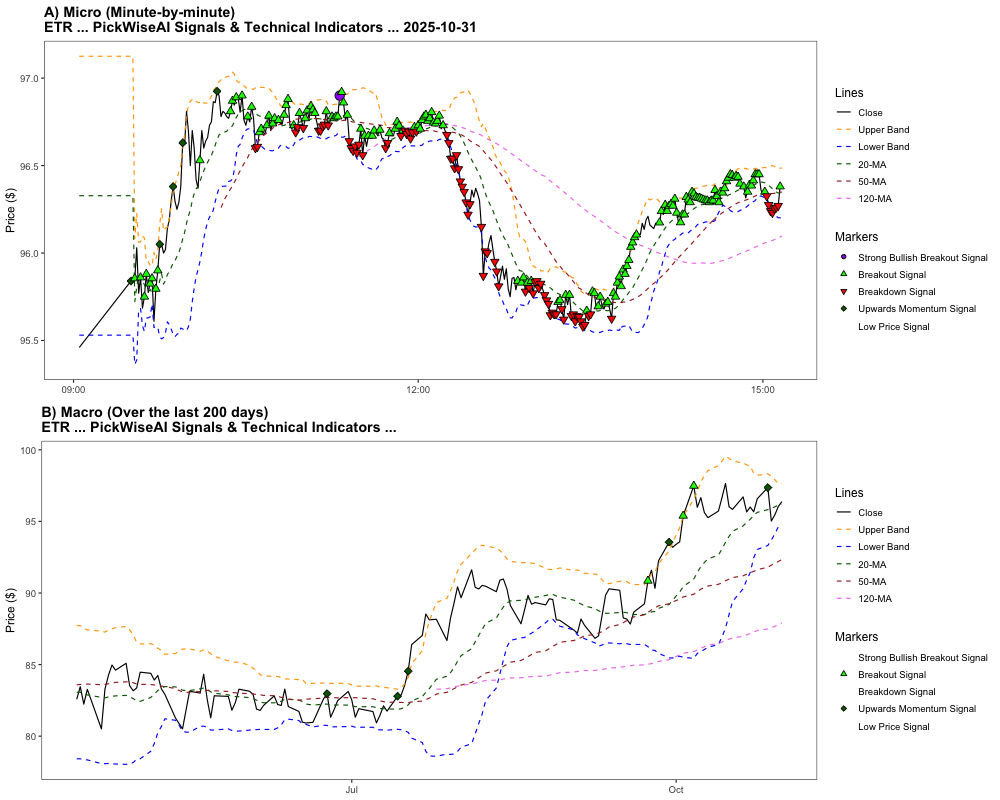 A) Micro (Minute-by-minute)
ETR ... PickWiseAI Signals & Technical Indicators ... 2025-10-31
Price ($)
97.0
96.5
96.0
95.5
09:00
12:00
15:00
Lines
Close
Upper Band
Lower Band
20-MA
50-MA
120-MA
Markers
Strong Bullish Breakout Signal
Breakout Signal
Breakdown Signal
Upwards Momentum Signal
Low Price Signal
B) Macro (Over the last 200 days)
ETR ... PickWiseAI Signals & Technical Indicators ...
Price ($)
100
95
90
85
80
Jul
Oct
Lines
Close
Upper Band
Lower Band
20-MA
50-MA
120-MA
Markers
Strong Bullish Breakout Signal
Breakout Signal
Breakdown Signal
Upwards Momentum Signal
Low Price Signal